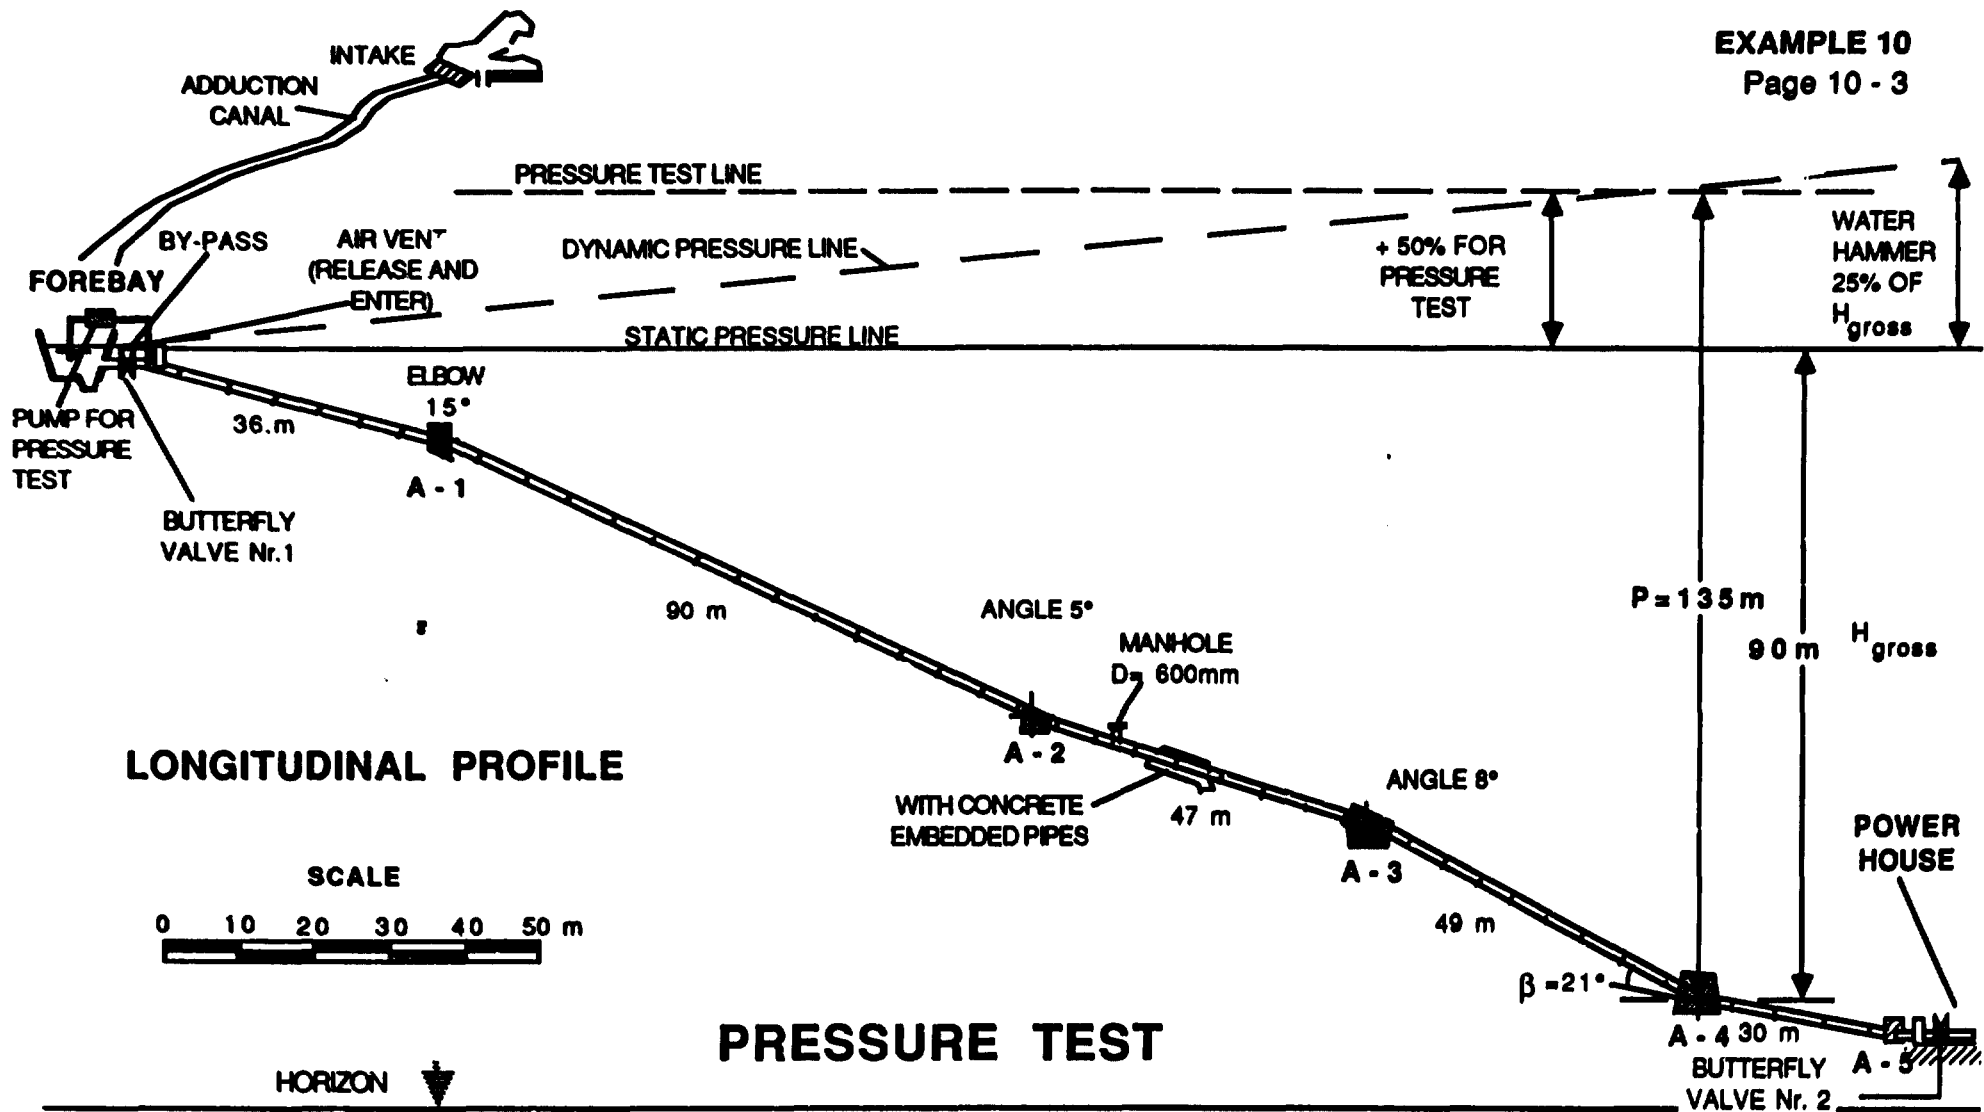 EXAMPLE 10
Page 10 - 3
INTAKE
ADDUCTION
CANAL
PRESSURE TEST LINE
BY-PASS
AIR VENT
(RELEASE AND
ENTER)
DYNAMIC PRESSURE LINE
+ 50% FOR
PRESSURE
TEST
WATER
HAMMER
25% OF
H gross
FOREBAY
STATIC PRESSURE LINE
ELBOW
15°
36.m
PUMP FOR
PRESSURE
TEST
A - 1
BUTTERFLY
VALVE Nr.1
90 m
ANGLE 5°
MANHOLE
D= 600mm
P=135m
90m
H gross
A - 2
LONGITUDINAL PROFILE
WITH CONCRETE
EMBEDDED PIPES
47 m
ANGLE 8°
A - 3
POWER
HOUSE
SCALE
0 10 20 30 40 50 m
49 m
β =21°
PRESSURE TEST
A - 4
30 m
A - 5
BUTTERFLY
VALVE Nr. 2
HORIZON